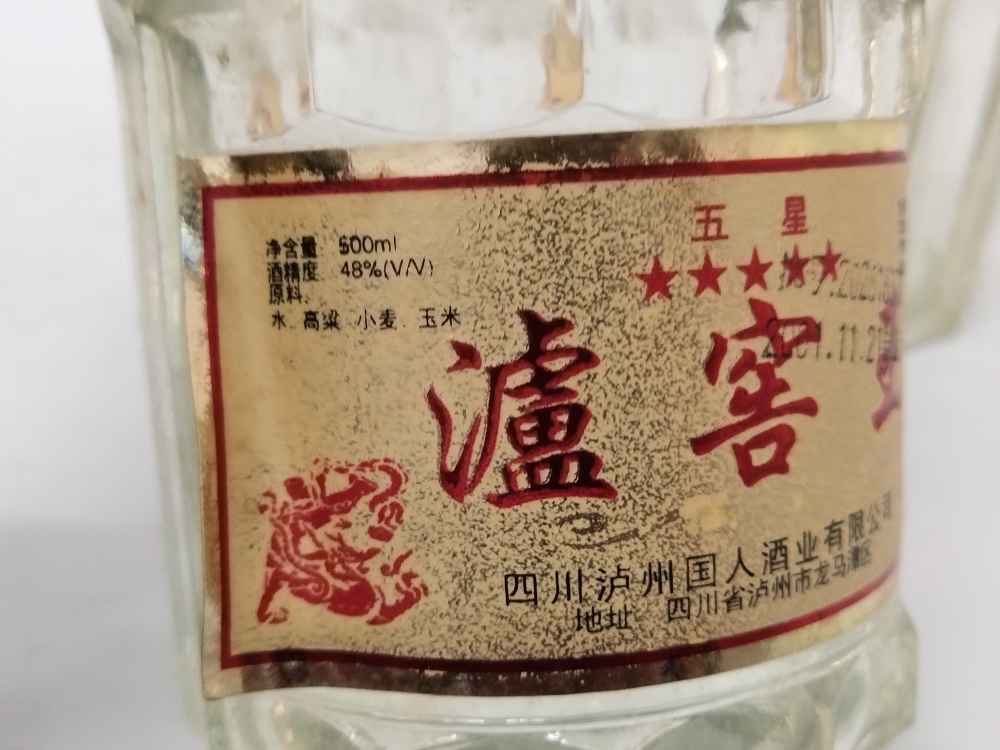 净含量 500ml
酒精度 48%(V/V)
原料
水 高粱 小麦 玉米
五星
★★★★★
瀘窖
四川泸州国人酒业有限公司
地址 四川省泸州市龙马潭区